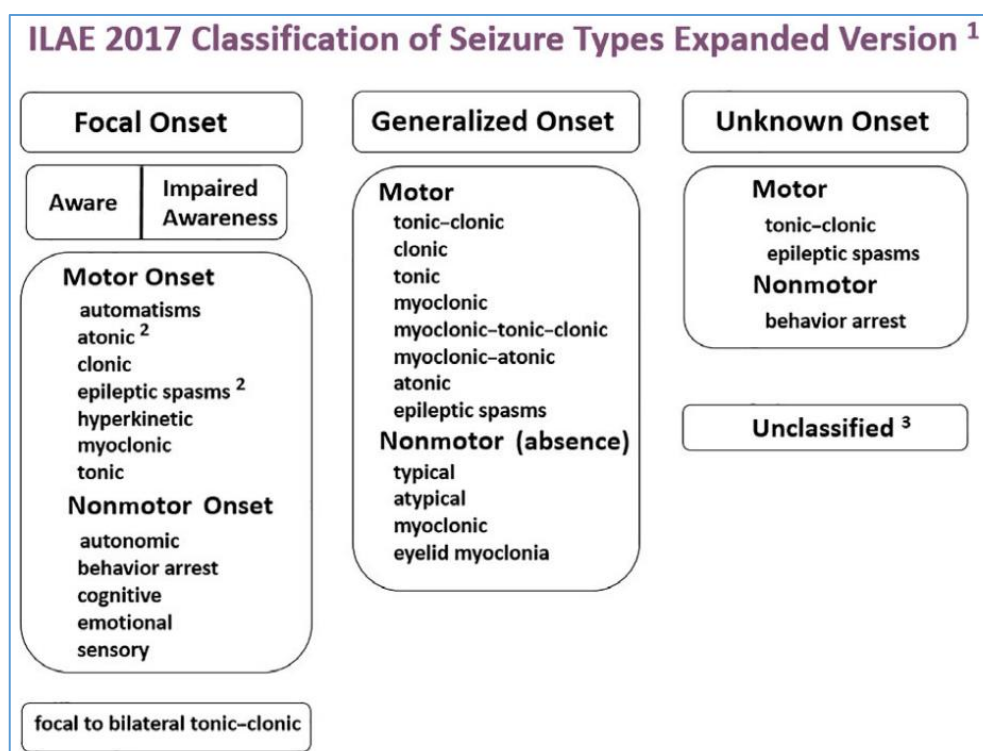 ILAE 2017 Classification of Seizure Types Expanded Version ¹
Focal Onset
Aware
Impaired
Awareness
Motor Onset
automatisms
atonic ²
clonic
epileptic spasms ²
hyperkinetic
myoclonic
tonic
Nonmotor Onset
autonomic
behavior arrest
cognitive
emotional
sensory
focal to bilateral tonic–clonic
Generalized Onset
Motor
tonic–clonic
clonic
tonic
myoclonic
myoclonic–tonic–clonic
myoclonic–atonic
atonic
epileptic spasms
Nonmotor (absence)
typical
atypical
myoclonic
eyelid myoclonia
Unknown Onset
Motor
tonic–clonic
epileptic spasms
Nonmotor
behavior arrest
Unclassified ³